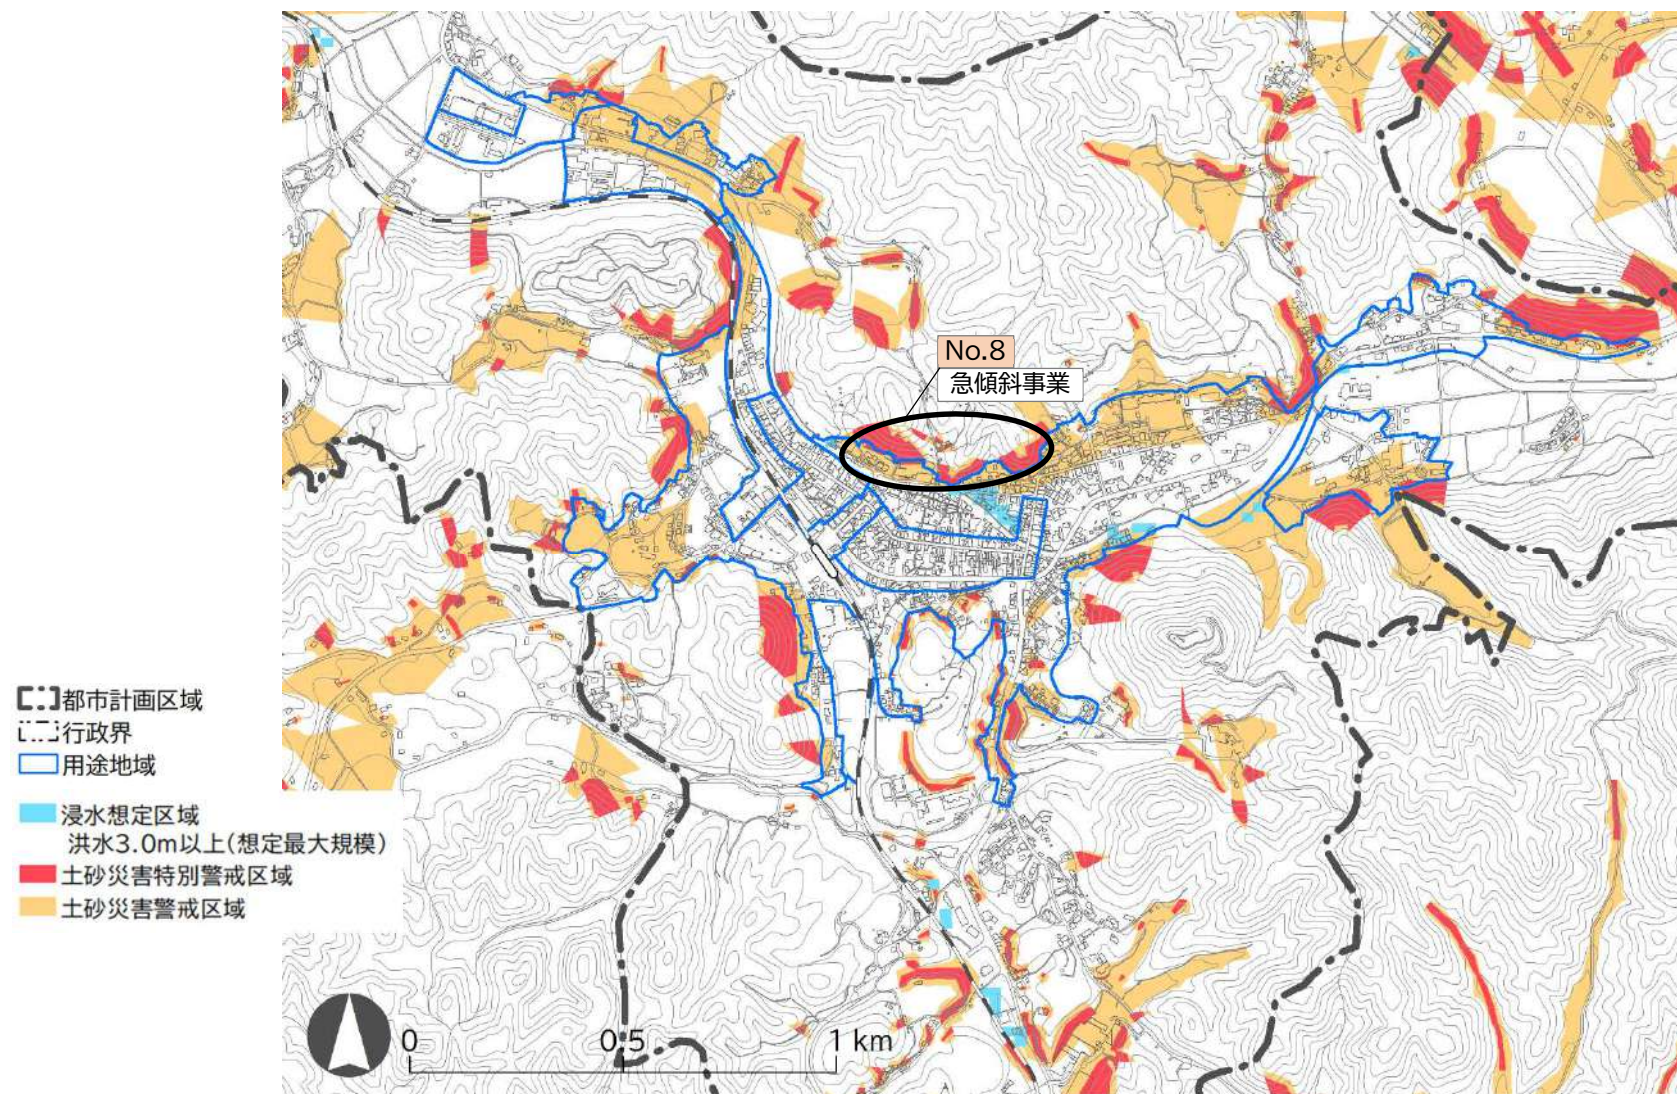 No.8
急傾斜事業
都市計画区域
行政界
用途地域
浸水想定区域
洪水3.0m以上(想定最大規模)
土砂災害特別警戒区域
土砂災害警戒区域
0 0.5 1 km